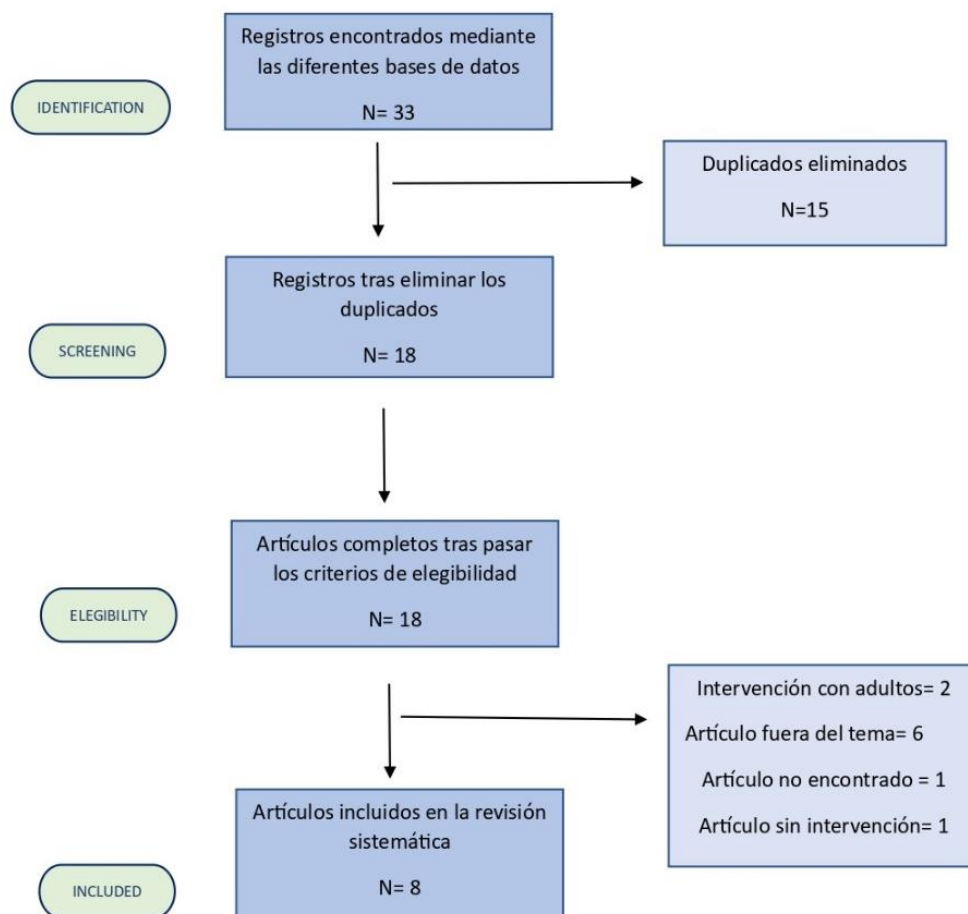 Registros encontrados mediante
las diferentes bases de datos
N= 33
IDENTIFICATION
Duplicados eliminados
N=15
Registros tras eliminar los
duplicados
N= 18
SCREENING
Artículos completos tras pasar
los criterios de elegibilidad
N= 18
ELEGIBILITY
Intervención con adultos= 2
Artículo fuera del tema= 6
Artículo no encontrado = 1
Artículo sin intervención= 1
Artículos incluidos en la revisión
sistemática
N= 8
INCLUDED